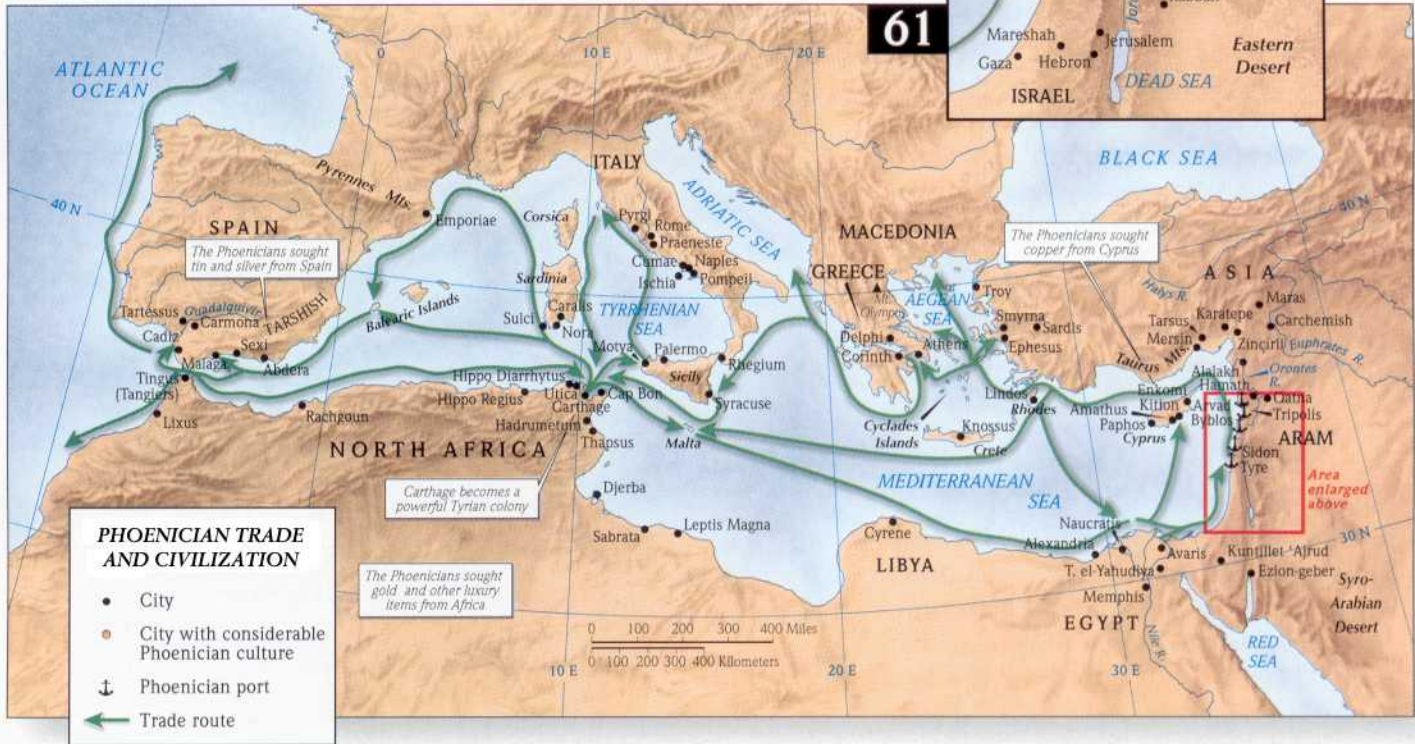 61
Mareshah
Jerusalem
Gaza
Hebron
Eastern
Desert
DEAD SEA
ISRAEL
ATLANTIC
OCEAN
0
10 E
20 E
40 N
Pyrennes Mts.
SPAIN
The Phoenicians sought
tin and silver from Spain
Emporiae
Tartessus
Guadalquivir
Carmona
TARSHISH
Cadiz
Malaga
Sexi
Abdera
Tingus
(Tangiers)
Lixus
Rachgoun
Balearic Islands
ITALY
Corsica
Sardinia
Caralis
Sulci
Nora
Pyrgi
Rome
Praeneste
Cumae
Naples
Ischia
Pompeii
ADRIATIC SEA
TYRRHENIAN
SEA
Motya
Palermo
Sicily
Rhegium
Syracuse
Hippo Diarrhytus
Hippo Regius
Utica
Carthage
Cap Bon
Hadrumetum
Thapsus
NORTH AFRICA
Malta
Carthage becomes a
powerful Tyrian colony
Djerba
Sabrata
Leptis Magna
The Phoenicians sought
gold and other luxury
items from Africa
MACEDONIA
GREECE
Mt.
Olympus
AEGEAN
SEA
Delphi
Corinth
Athens
Cyclades
Islands
Knossus
Crete
BLACK SEA
40 N
The Phoenicians sought
copper from Cyprus
ASIA
Halys R.
Troy
Smyrna
Sardis
Ephesus
Lindos
Rhodes
Maras
Karatepe
Tarsus
Mersin
Carchemish
Zinçirli
Euphrates R.
Taurus Mts.
Alalakh
Orontes
R.
Hamath
Qatna
Enkomi
Amathus
Kition
Paphos
Cyprus
Arvad
Byblos
Tripolis
ARAM
Sidon
Tyre
Area
enlarged
above
MEDITERRANEAN
SEA
Cyrene
LIBYA
Naucratis
Alexandria
Avaris
T. el-Yahudiya
Memphis
EGYPT
Nile R.
Kuntillet 'Ajrud
Ezion-geber
30 N
Syro-
Arabian
Desert
RED
SEA
0 100 200 300 400 Miles
0 100 200 300 400 Kilometers
10 E
20 E
30 E
PHOENICIAN TRADE
AND CIVILIZATION
City
City with considerable
Phoenician culture
Phoenician port
Trade route